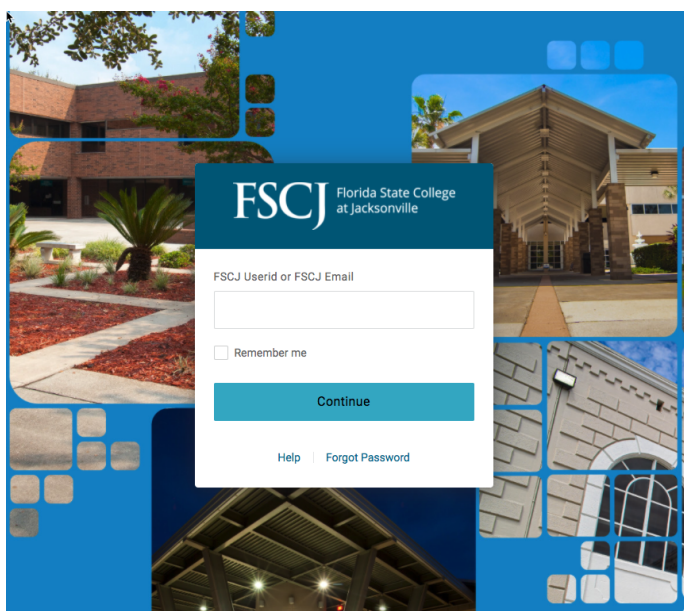 FSCJ
Florida State College
at Jacksonville
FSCJ Userid or FSCJ Email
Remember me
Continue
Help
Forgot Password